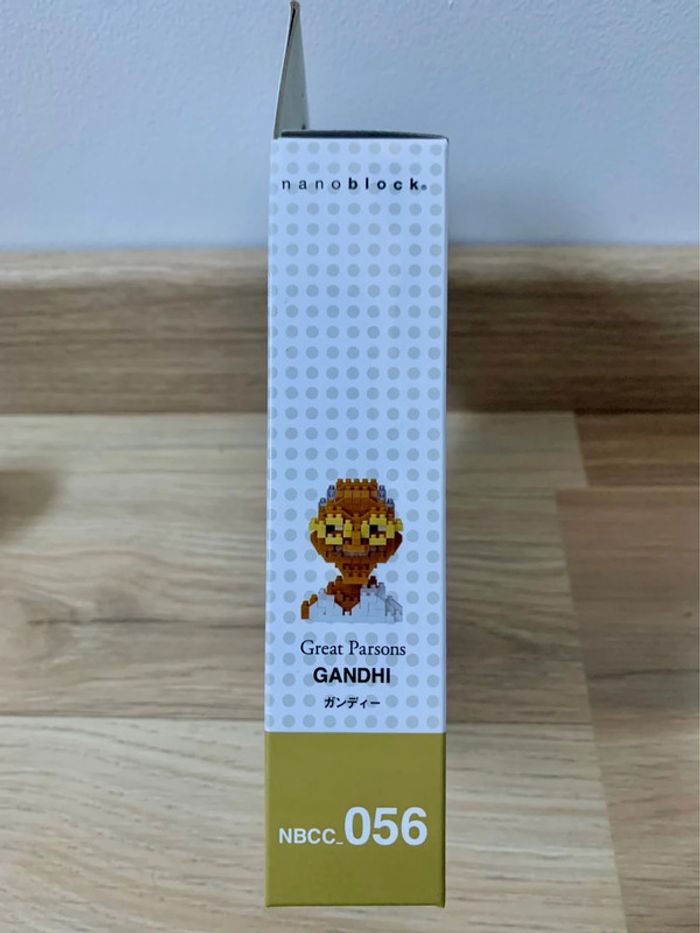 nanoblock®
Great Parsons
GANDHI
ガンディー
NBCC_056